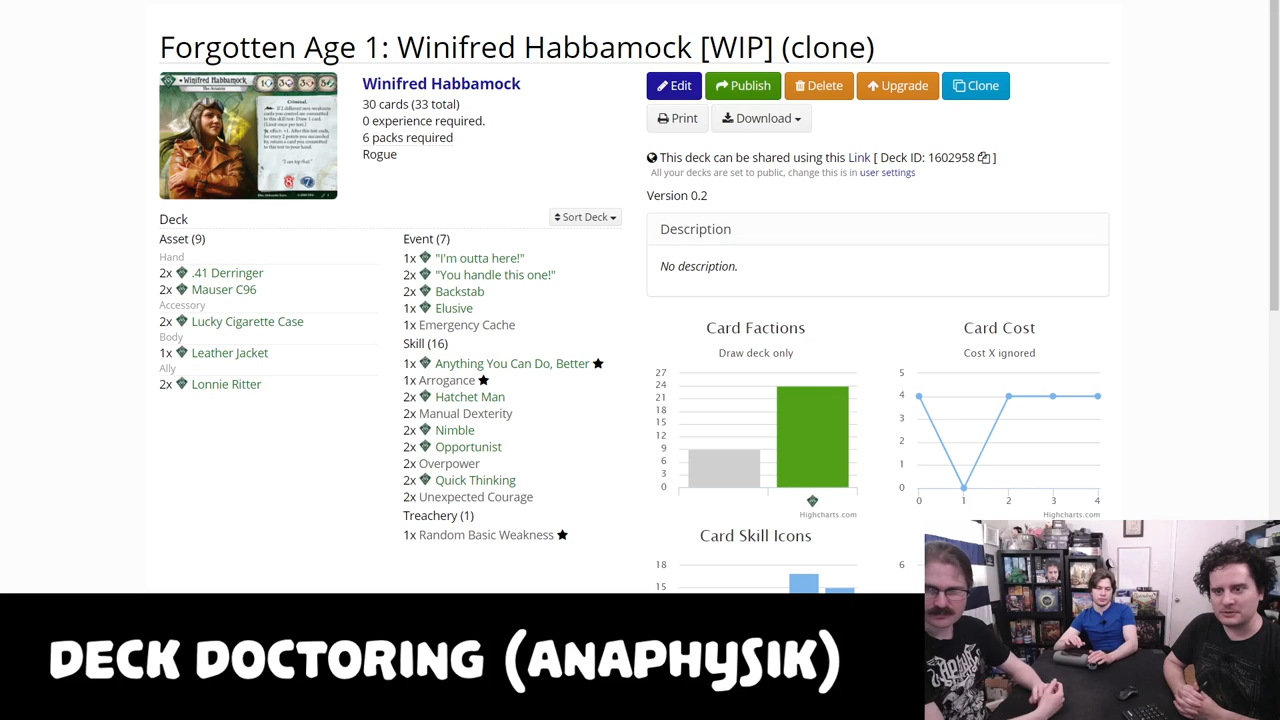 Forgotten Age 1: Winifred Habbamock [WIP] (clone)
Winifred Habbamock
Winifred Habbamock
30 cards (33 total)
0 experience required.
6 packs required
Rogue
Edit
Publish
Delete
Upgrade
Clone
Print
Download
This deck can be shared using this Link [ Deck ID: 1602958 ]
All your decks are set to public, change this is in user settings
Version 0.2
Description
No description.
Deck
Sort Deck
Asset (9)
Hand
2x .41 Derringer
2x Mauser C96
Accessory
2x Lucky Cigarette Case
Body
1x Leather Jacket
Ally
2x Lonnie Ritter
Event (7)
1x "I'm outta here!"
2x "You handle this one!"
2x Backstab
1x Elusive
1x Emergency Cache
Skill (16)
1x Anything You Can Do, Better
1x Arrogance
2x Hatchet Man
2x Manual Dexterity
2x Nimble
2x Opportunist
2x Overpower
2x Quick Thinking
2x Unexpected Courage
Treachery (1)
1x Random Basic Weakness
Card Factions
Draw deck only
27
24
21
18
15
12
9
6
3
0
Highcharts.com
Card Cost
Cost X ignored
5
4
3
2
1
0
0 1 2 3 4
Highcharts.com
Card Skill Icons
18
15
6
DECK DOCTORING (ANAPHYSIK)